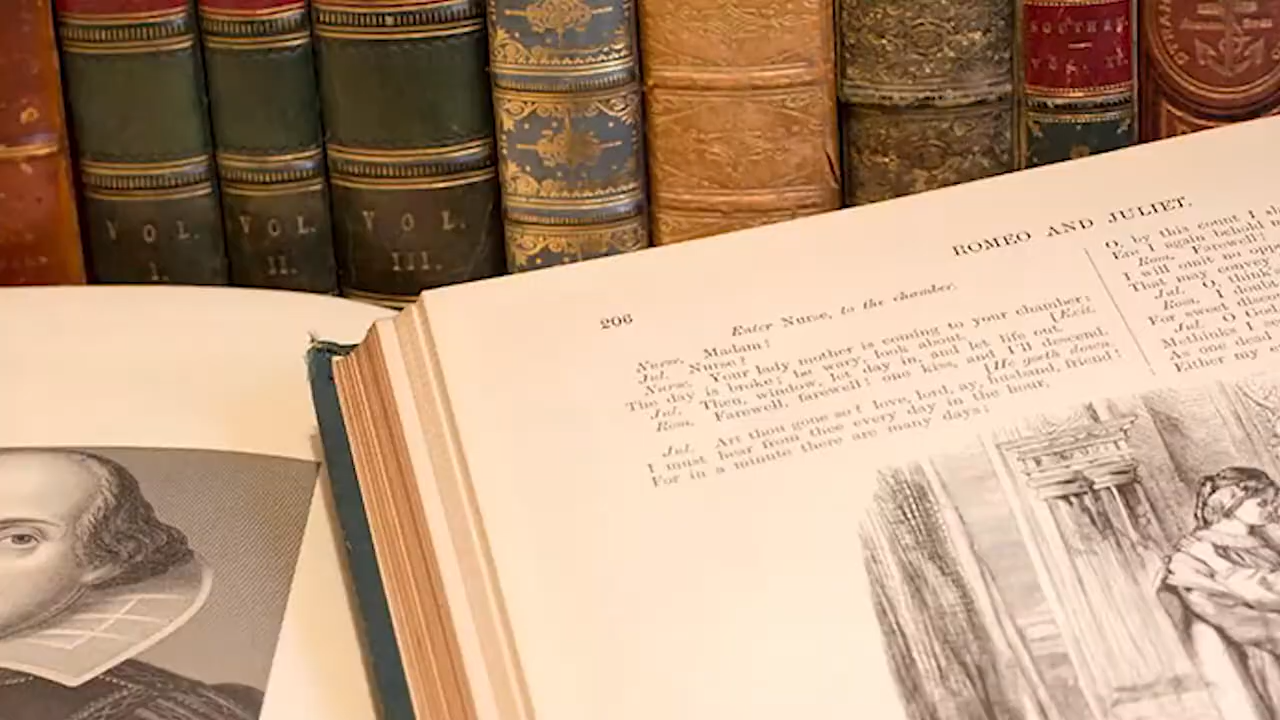 VOL.
I.
VOL.
II.
VOL.
III.
SOUTHEY
VOL. XI.
206
ROMEO AND JULIET.
Enter Nurse, to the chamber.
Nurse. Madam!
Jul. Nurse?
Nurse. Your lady mother is coming to your chamber:
The day is broke; be wary, look about. [Exit.
Jul. Then, window, let day in, and let life out.
Rom. Farewell, farewell! one kiss, and I'll descend.
[He goeth down
Jul. Art thou gone so? love, lord, ay, husband, friend!
I must hear from thee every day in the hour,
For in a minute there are many days:
O, by this count I
Ere I again behold
Rom. Farewell!
I will omit no
That may convey
Jul. O, think
Rom. I doubt
For sweet
Jul. O God
Methinks I
As one dead
Either my